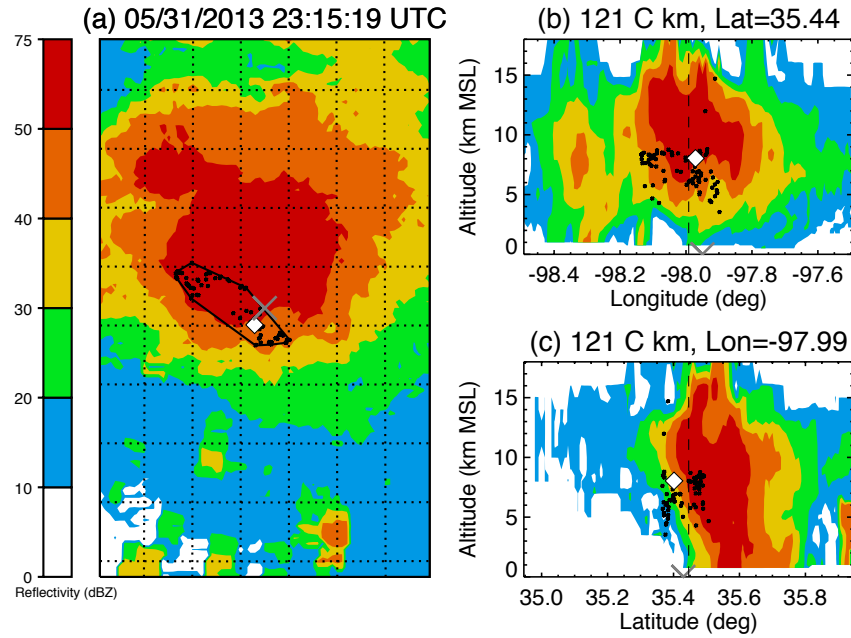 (a) 05/31/2013 23:15:19 UTC
75
50
40
30
20
10
0
Reflectivity (dBZ)
(b) 121 C km, Lat=35.44
Altitude (km MSL)
15
10
5
0
-98.4 -98.2 -98.0 -97.8 -97.6
Longitude (deg)
(c) 121 C km, Lon=-97.99
Altitude (km MSL)
15
10
5
0
35.0 35.2 35.4 35.6 35.8
Latitude (deg)